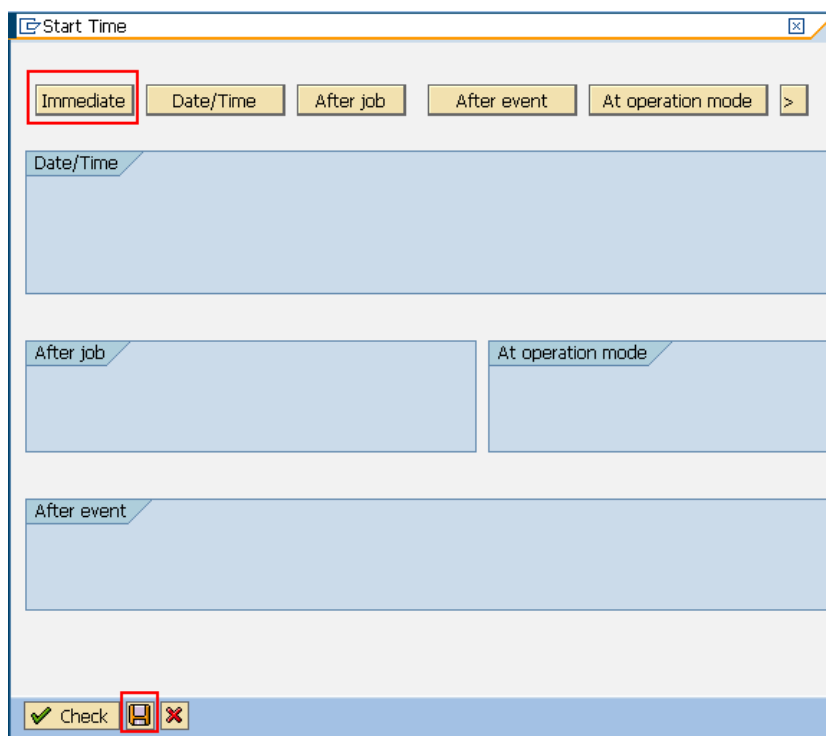 Start Time
Immediate Date/Time After job After event At operation mode >
Date/Time
After job At operation mode
After event
Check